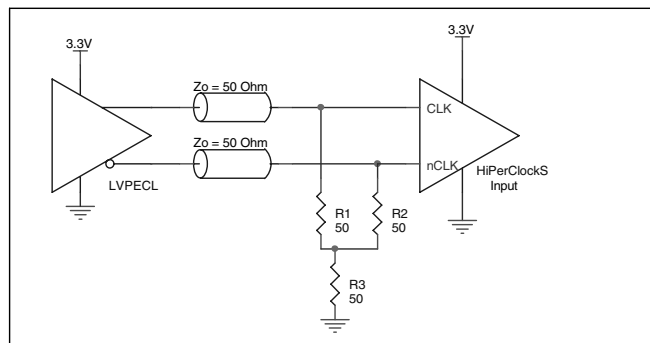 3.3V
3.3V
Zo = 50 Ohm
CLK
Zo = 50 Ohm
nCLK
LVPECL
HiPerClockS
Input
R1
50
R2
50
R3
50